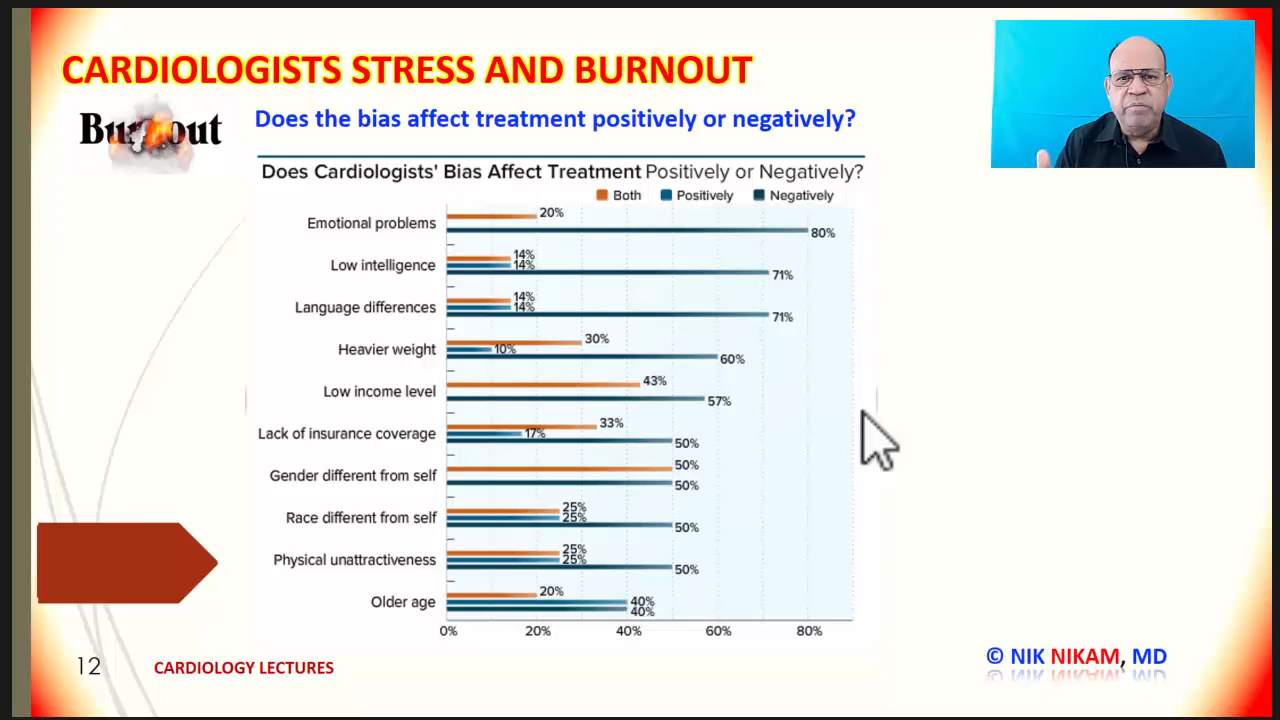 CARDIOLOGISTS STRESS AND BURNOUT
Burnout
Does the bias affect treatment positively or negatively?
Does Cardiologists' Bias Affect Treatment Positively or Negatively?
Both Positively Negatively
Emotional problems 20% 80%
Low intelligence 14% 14% 71%
Language differences 14% 14% 71%
Heavier weight 30% 10% 60%
Low income level 43% 57%
Lack of insurance coverage 33% 17% 50%
Gender different from self 50% 50%
Race different from self 25% 25% 50%
Physical unattractiveness 25% 25% 50%
Older age 20% 40% 40%
0% 20% 40% 60% 80%
12 CARDIOLOGY LECTURES
© NIK NIKAM, MD